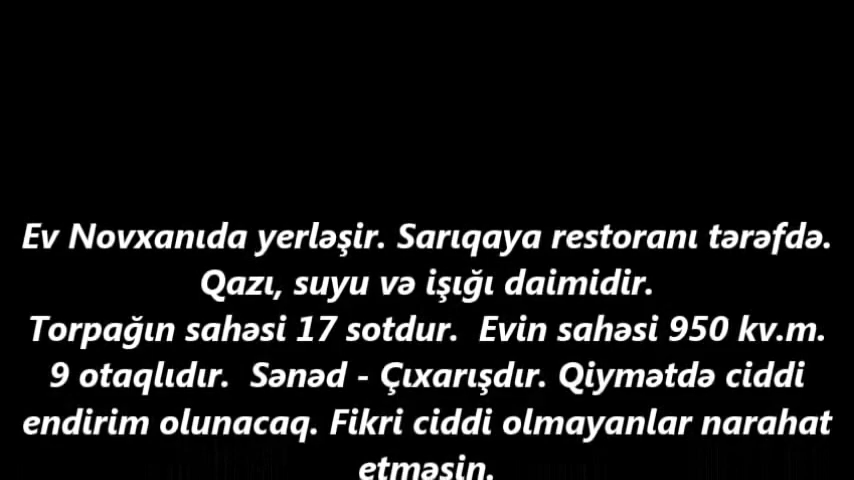 Ev Novxanıda yerləşir. Sarıqaya restoranı tərəfdə.
Qazı, suyu və işığı daimidir.
Torpağın sahəsi 17 sotdur.  Evin sahəsi 950 kv.m.
9 otaqlıdır.  Sənəd - Çıxarışdır. Qiymətdə ciddi
endirim olunacaq. Fikri ciddi olmayanlar narahat
etməsin.